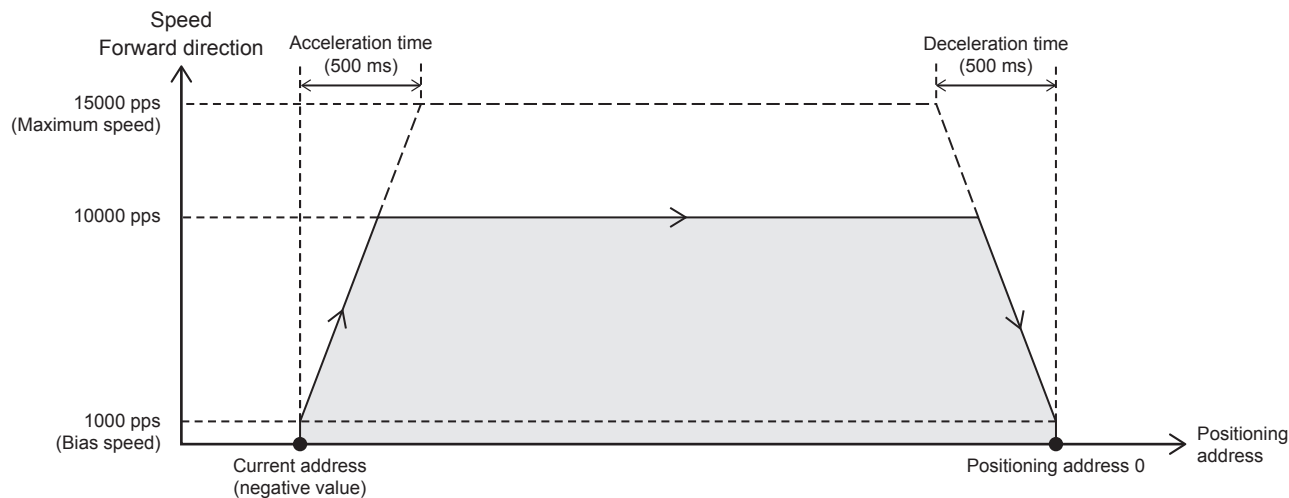 Speed
Forward direction
Acceleration time
(500 ms)
Deceleration time
(500 ms)
15000 pps
(Maximum speed)
10000 pps
1000 pps
(Bias speed)
Current address
(negative value)
Positioning address 0
Positioning
address